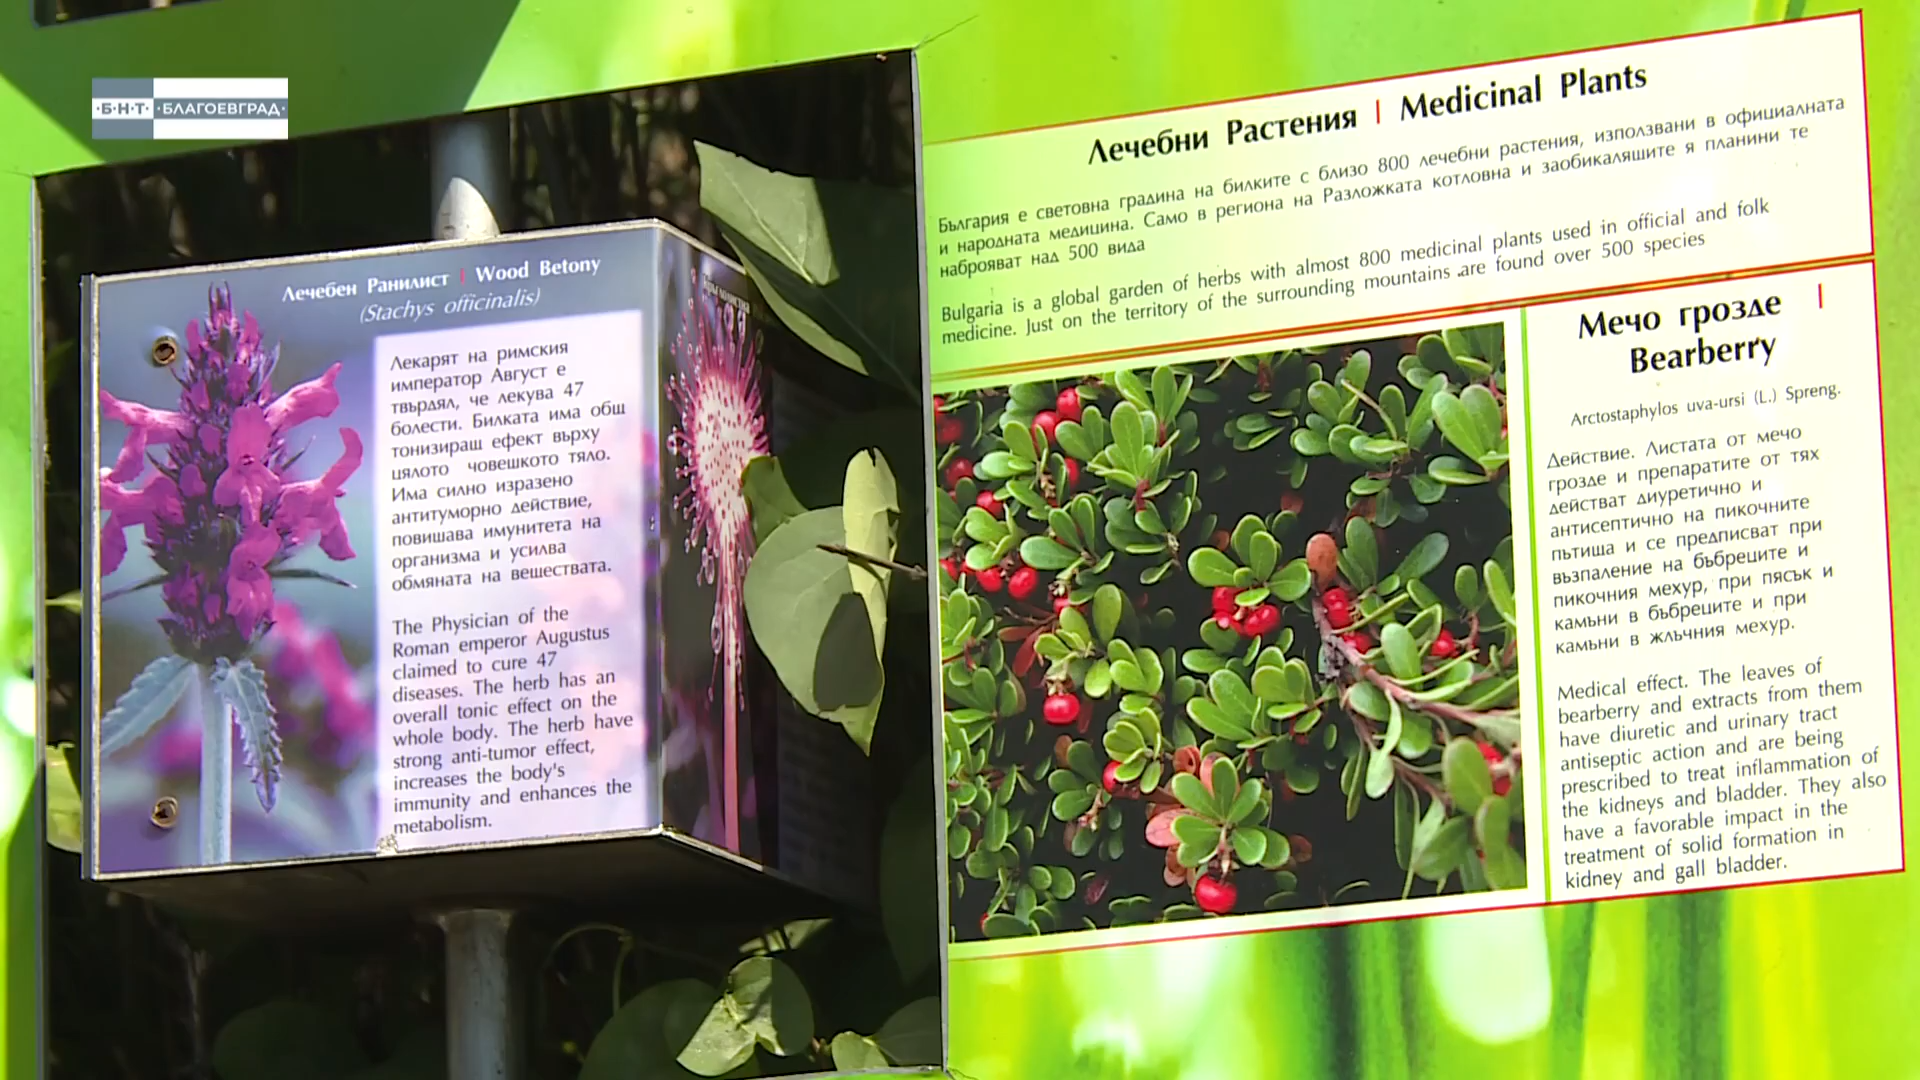 ·Б·Н·Т· ·БЛАГОЕВГРАД·
Лечебен Ранилист | Wood Betony
(Stachys officinalis)
Лекарят на римския
император Август е
твърдял, че лекува 47
болести. Билката има общ
тонизиращ ефект върху
цялото човешкото тяло.
Има силно изразено
антитуморно действие,
повишава имунитета на
организма и усилва
обмяната на веществата.
The Physician of the
Roman emperor Augustus
claimed to cure 47
diseases. The herb has an
overall tonic effect on the
whole body. The herb have
strong anti-tumor effect,
increases the body's
immunity and enhances the
metabolism.
Лечебни Растения | Medicinal Plants
България е световна градина на билките с близо 800 лечебни растения, използвани в официалната
и народната медицина. Само в региона на Разложката котловна и заобикаляшите я планини те
наброяват над 500 вида
Bulgaria is a global garden of herbs with almost 800 medicinal plants used in official and folk
medicine. Just on the territory of the surrounding mountains are found over 500 species
Мечо грозде |
Bearberry
Arctostaphylos uva-ursi (L.) Spreng.
Действие. Листата от мечо
грозде и препаратите от тях
действат диуретично и
антисептично на пикочните
пътища и се предписват при
възпаление на бъбреците и
пикочния мехур, при пясък и
камъни в бъбреците и при
камъни в жлъчния мехур.
Medical effect. The leaves of
bearberry and extracts from them
have diuretic and urinary tract
antiseptic action and are being
prescribed to treat inflammation of
the kidneys and bladder. They also
have a favorable impact in the
treatment of solid formation in
kidney and gall bladder.